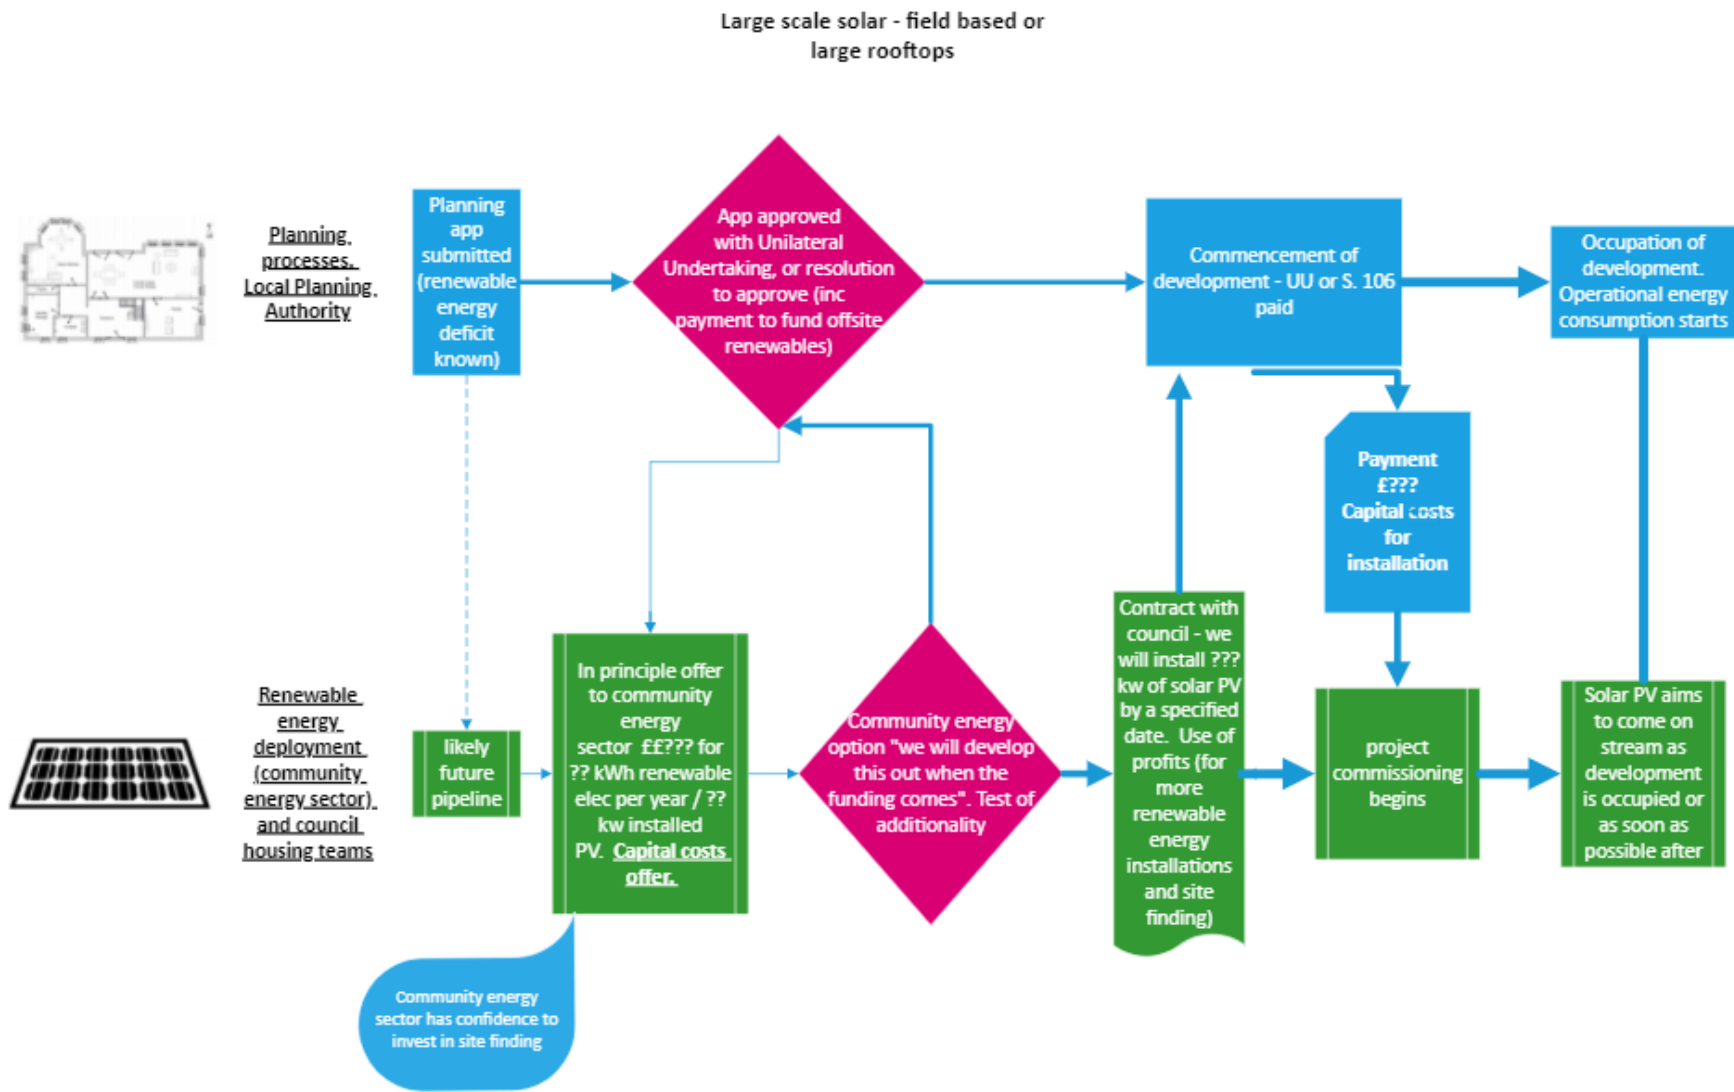 Large scale solar - field based or
large rooftops
Planning
processes.
Local Planning
Authority
Planning
app
submitted
(renewable
energy
deficit
known)
App approved
with Unilateral
Undertaking, or resolution
to approve (inc
payment to fund offsite
renewables)
Commencement of
development - UU or S. 106
paid
Occupation of
development.
Operational energy
consumption starts
Payment
£???
Capital costs
for
installation
Renewable
energy
deployment
(community
energy sector)
and council
housing teams
likely
future
pipeline
In principle offer
to community
energy
sector ££??? for
?? kWh renewable
elec per year / ??
kw installed
PV. Capital costs
offer.
Community energy
option "we will develop
this out when the
funding comes". Test of
additionality
Contract with
council - we
will install ???
kw of solar PV
by a specified
date. Use of
profits (for
more
renewable
energy
installations
and site
finding)
project
commissioning
begins
Solar PV aims
to come on
stream as
development
is occupied or
as soon as
possible after
Community energy
sector has confidence to
invest in site finding